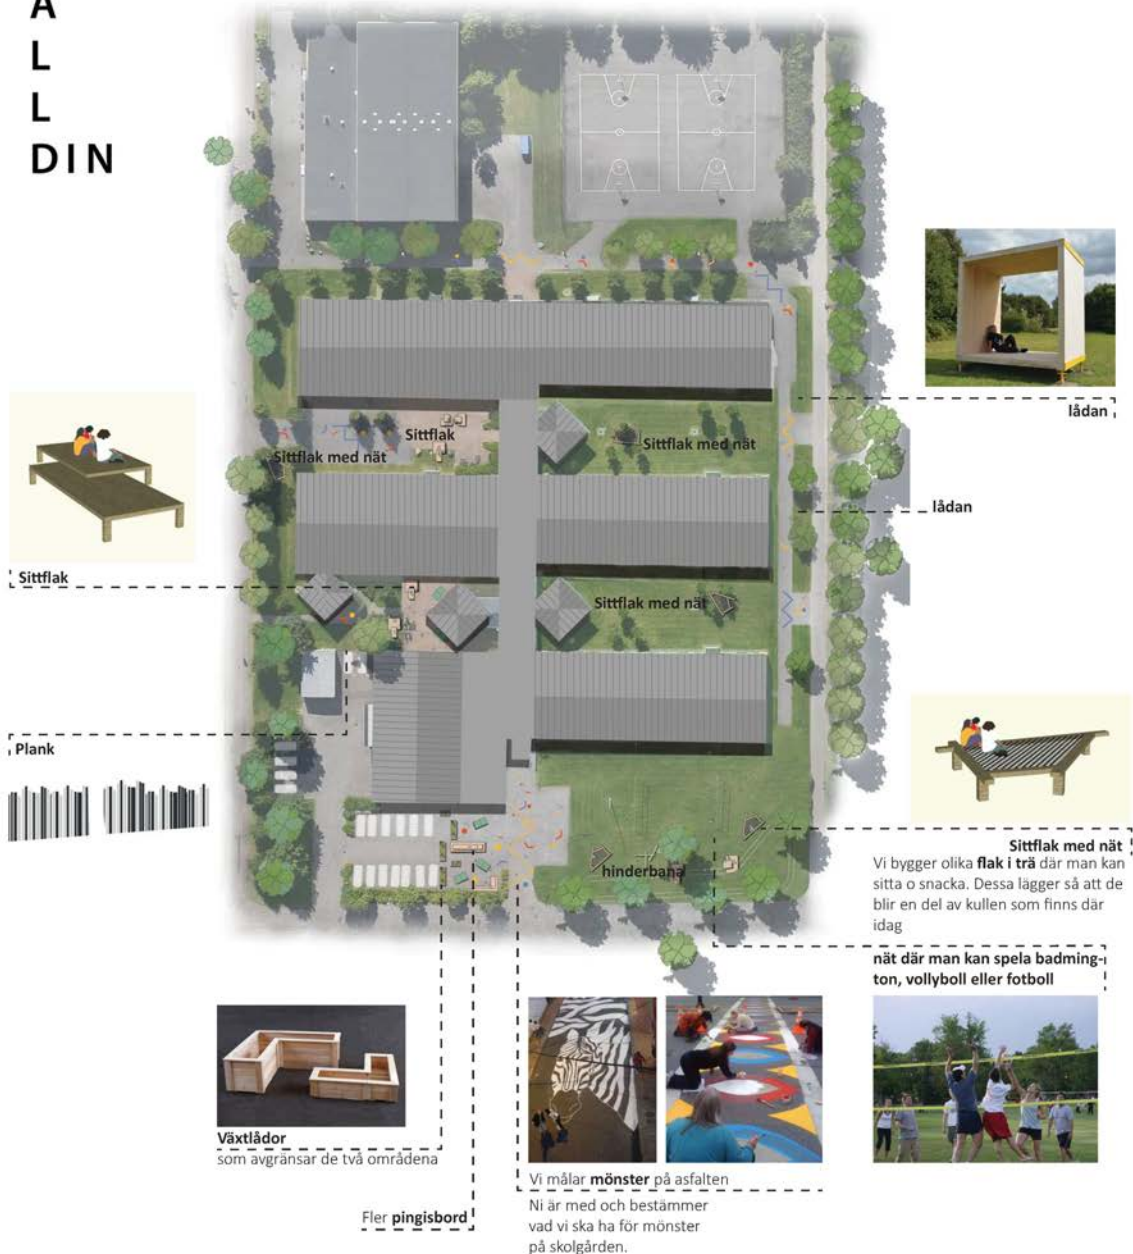 A
L
L
DIN
lådan
Sittflak
Sittflak med nät
Sittflak med nät
lådan
Sittflak
Sittflak med nät
Plank
Sittflak med nät
Vi bygger olika flak i trä där man kan
sitta o snacka. Dessa lägger så att de
blir en del av kullen som finns där
idag
hinderbana
nät där man kan spela badming-
ton, vollyboll eller fotboll
Växtlådor
som avgränsar de två områdena
Vi målar mönster på asfalten
Ni är med och bestämmer
vad vi ska ha för mönster
på skolgården.
Fler pingisbord